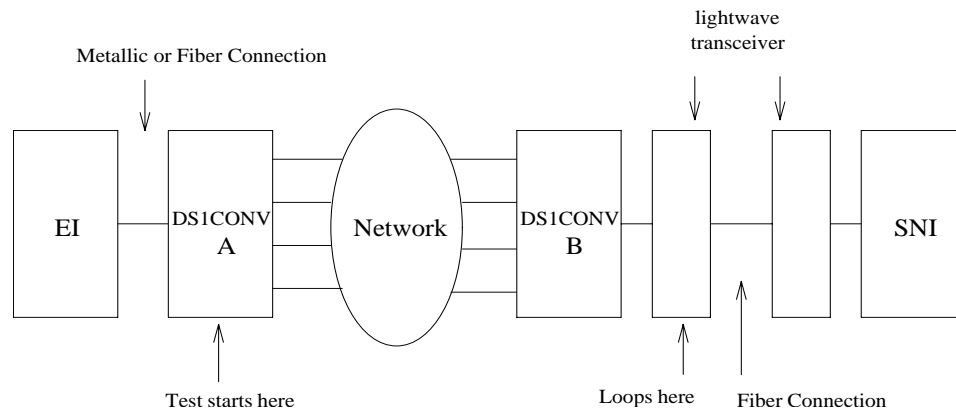 lightwave
transceiver
Metallic or Fiber Connection
EI
DS1CONV
A
Network
DS1CONV
B
SNI
Test starts here
Loops here
Fiber Connection